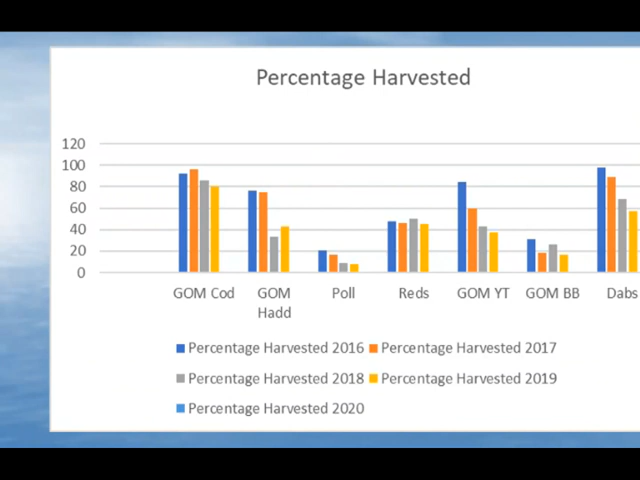 Percentage Harvested
120
100
80
60
40
20
0
GOM Cod GOM Hadd Poll Reds GOM YT GOM BB Dabs
Percentage Harvested 2016 Percentage Harvested 2017
Percentage Harvested 2018 Percentage Harvested 2019
Percentage Harvested 2020